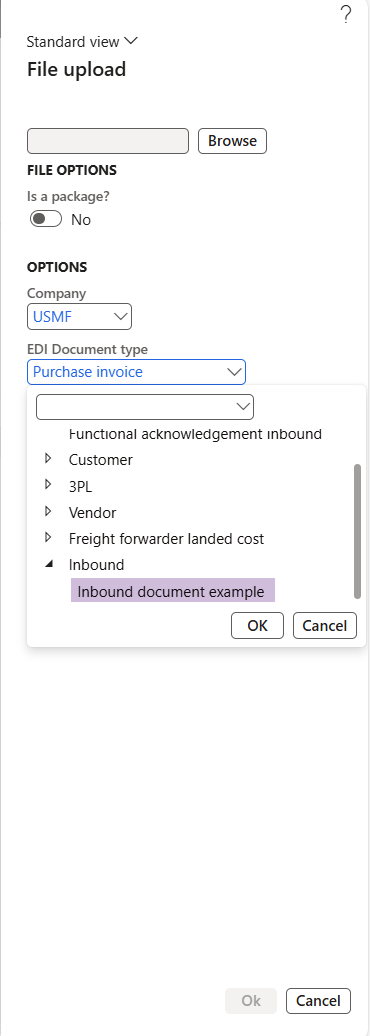 ?
Standard view
File upload
Browse
FILE OPTIONS
Is a package?
No
OPTIONS
Company
USMF
EDI Document type
Purchase invoice
Functional acknowledgement inbound
Customer
3PL
Vendor
Freight forwarder landed cost
Inbound
Inbound document example
OK Cancel
Ok Cancel